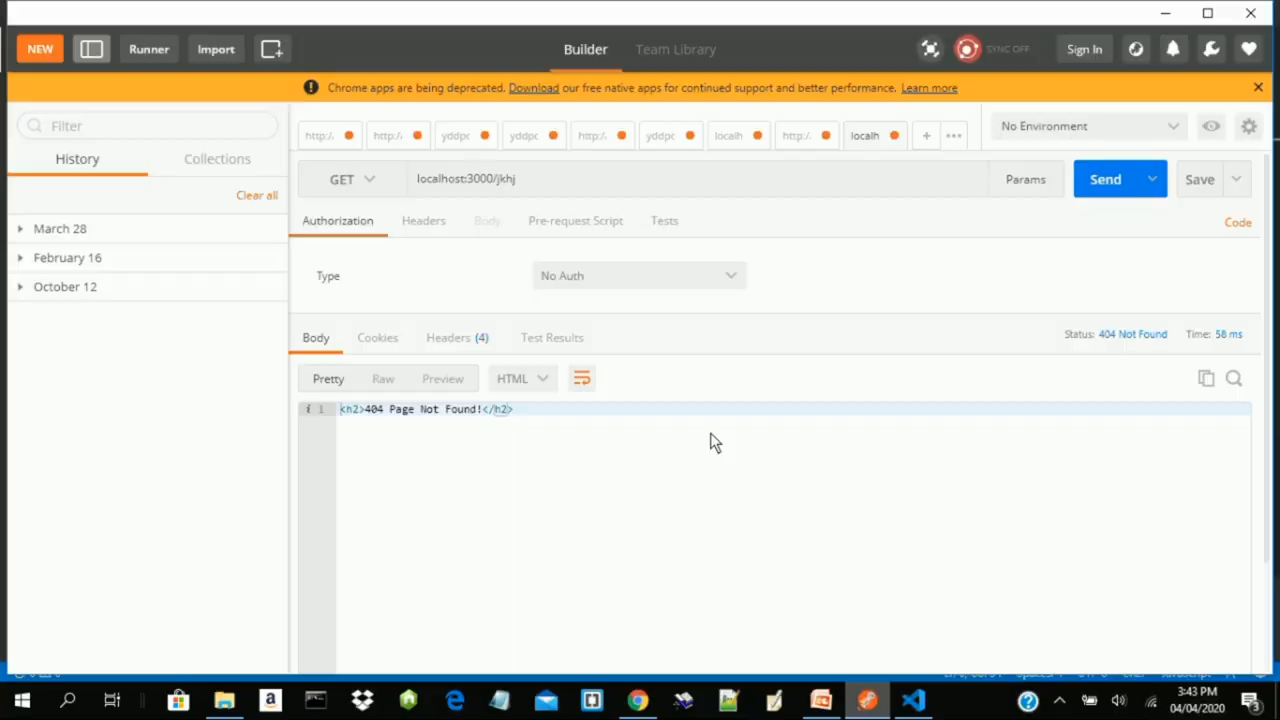 NEW
Runner
Import
Builder
Team Library
SYNC OFF
Sign In
Chrome apps are being deprecated. Download our free native apps for continued support and better performance. Learn more
Filter
http:/
http:/
yddpc
yddpc
http:/
yddpc
localh
http:/
localh
No Environment
History
Collections
GET
localhost:3000/jkhj
Params
Send
Save
Clear all
Authorization
Headers
Body
Pre-request Script
Tests
Code
March 28
February 16
October 12
Type
No Auth
Body
Cookies
Headers (4)
Test Results
Status: 404 Not Found
Time: 58 ms
Pretty
Raw
Preview
HTML
i 1
<h2>404 Page Not Found!</h2>
3:43 PM
04/04/2020
3